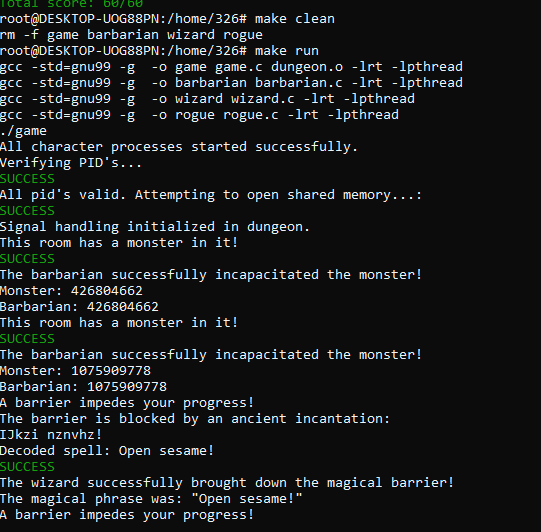 Total score: 60/60
root@DESKTOP-UOG88PN:/home/326# make clean
rm -f game barbarian wizard rogue
root@DESKTOP-UOG88PN:/home/326# make run
gcc -std=gnu99 -g  -o game game.c dungeon.o -lrt -lpthread
gcc -std=gnu99 -g  -o barbarian barbarian.c -lrt -lpthread
gcc -std=gnu99 -g  -o wizard wizard.c -lrt -lpthread
gcc -std=gnu99 -g  -o rogue rogue.c -lrt -lpthread
./game
All character processes started successfully.
Verifying PID's...
SUCCESS
All pid's valid. Attempting to open shared memory...:
SUCCESS
Signal handling initialized in dungeon.
This room has a monster in it!
SUCCESS
The barbarian successfully incapacitated the monster!
Monster: 426804662
Barbarian: 426804662
This room has a monster in it!
SUCCESS
The barbarian successfully incapacitated the monster!
Monster: 1075909778
Barbarian: 1075909778
A barrier impedes your progress!
The barrier is blocked by an ancient incantation:
IJkzi nznvhz!
Decoded spell: Open sesame!
SUCCESS
The wizard successfully brought down the magical barrier!
The magical phrase was: "Open sesame!"
A barrier impedes your progress!